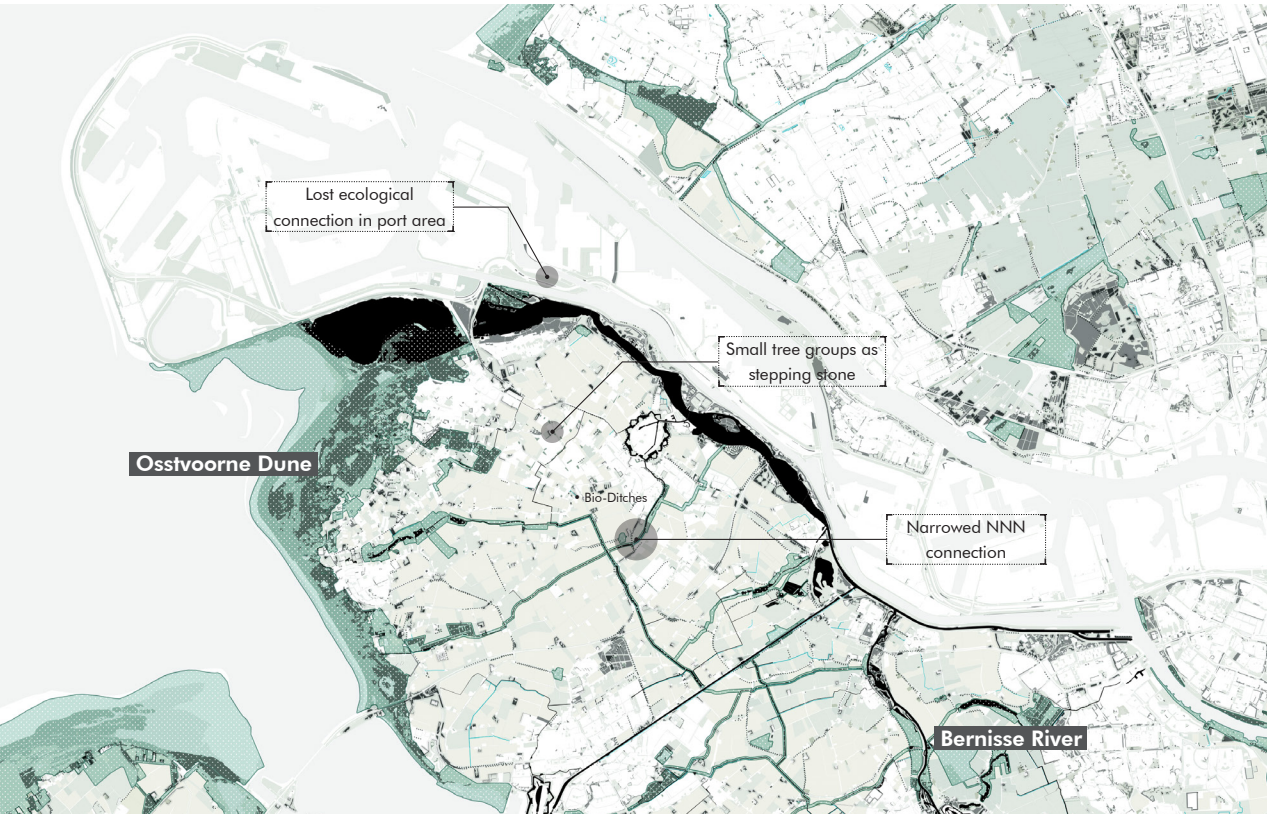 Lost ecological
connection in port area
Small tree groups as
stepping stone
Osstvoorne Dune
Bio-Ditches
Narrowed NNN
connection
Bernisse River